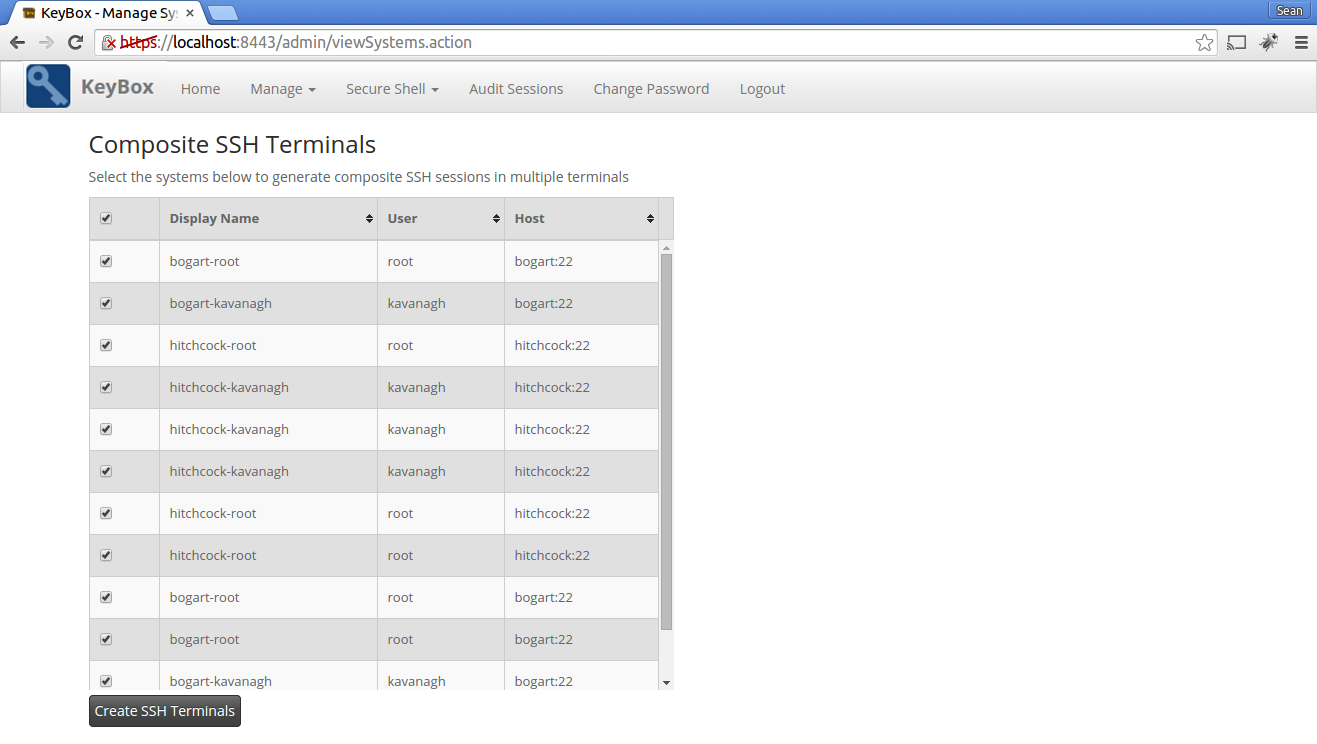 KeyBox - Manage Sy
Sean
https://localhost:8443/admin/viewSystems.action
KeyBox Home Manage Secure Shell Audit Sessions Change Password Logout
Composite SSH Terminals
Select the systems below to generate composite SSH sessions in multiple terminals
Display Name User Host
bogart-root root bogart:22
bogart-kavanagh kavanagh bogart:22
hitchcock-root root hitchcock:22
hitchcock-kavanagh kavanagh hitchcock:22
hitchcock-kavanagh kavanagh hitchcock:22
hitchcock-kavanagh kavanagh hitchcock:22
hitchcock-root root hitchcock:22
hitchcock-root root hitchcock:22
bogart-root root bogart:22
bogart-root root bogart:22
bogart-kavanagh kavanagh bogart:22
Create SSH Terminals